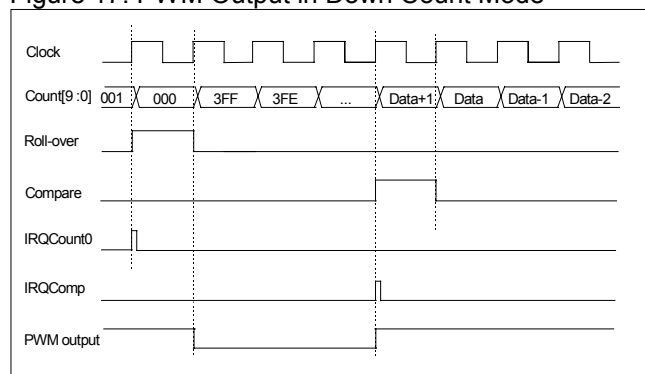 Figure 17. PWM Output in Down Count Mode
Clock
Count[9 :0] 001 000 3FF 3FE ... Data+1 Data Data-1 Data-2
Roll-over
Compare
IRQCount0
IRQComp
PWM output